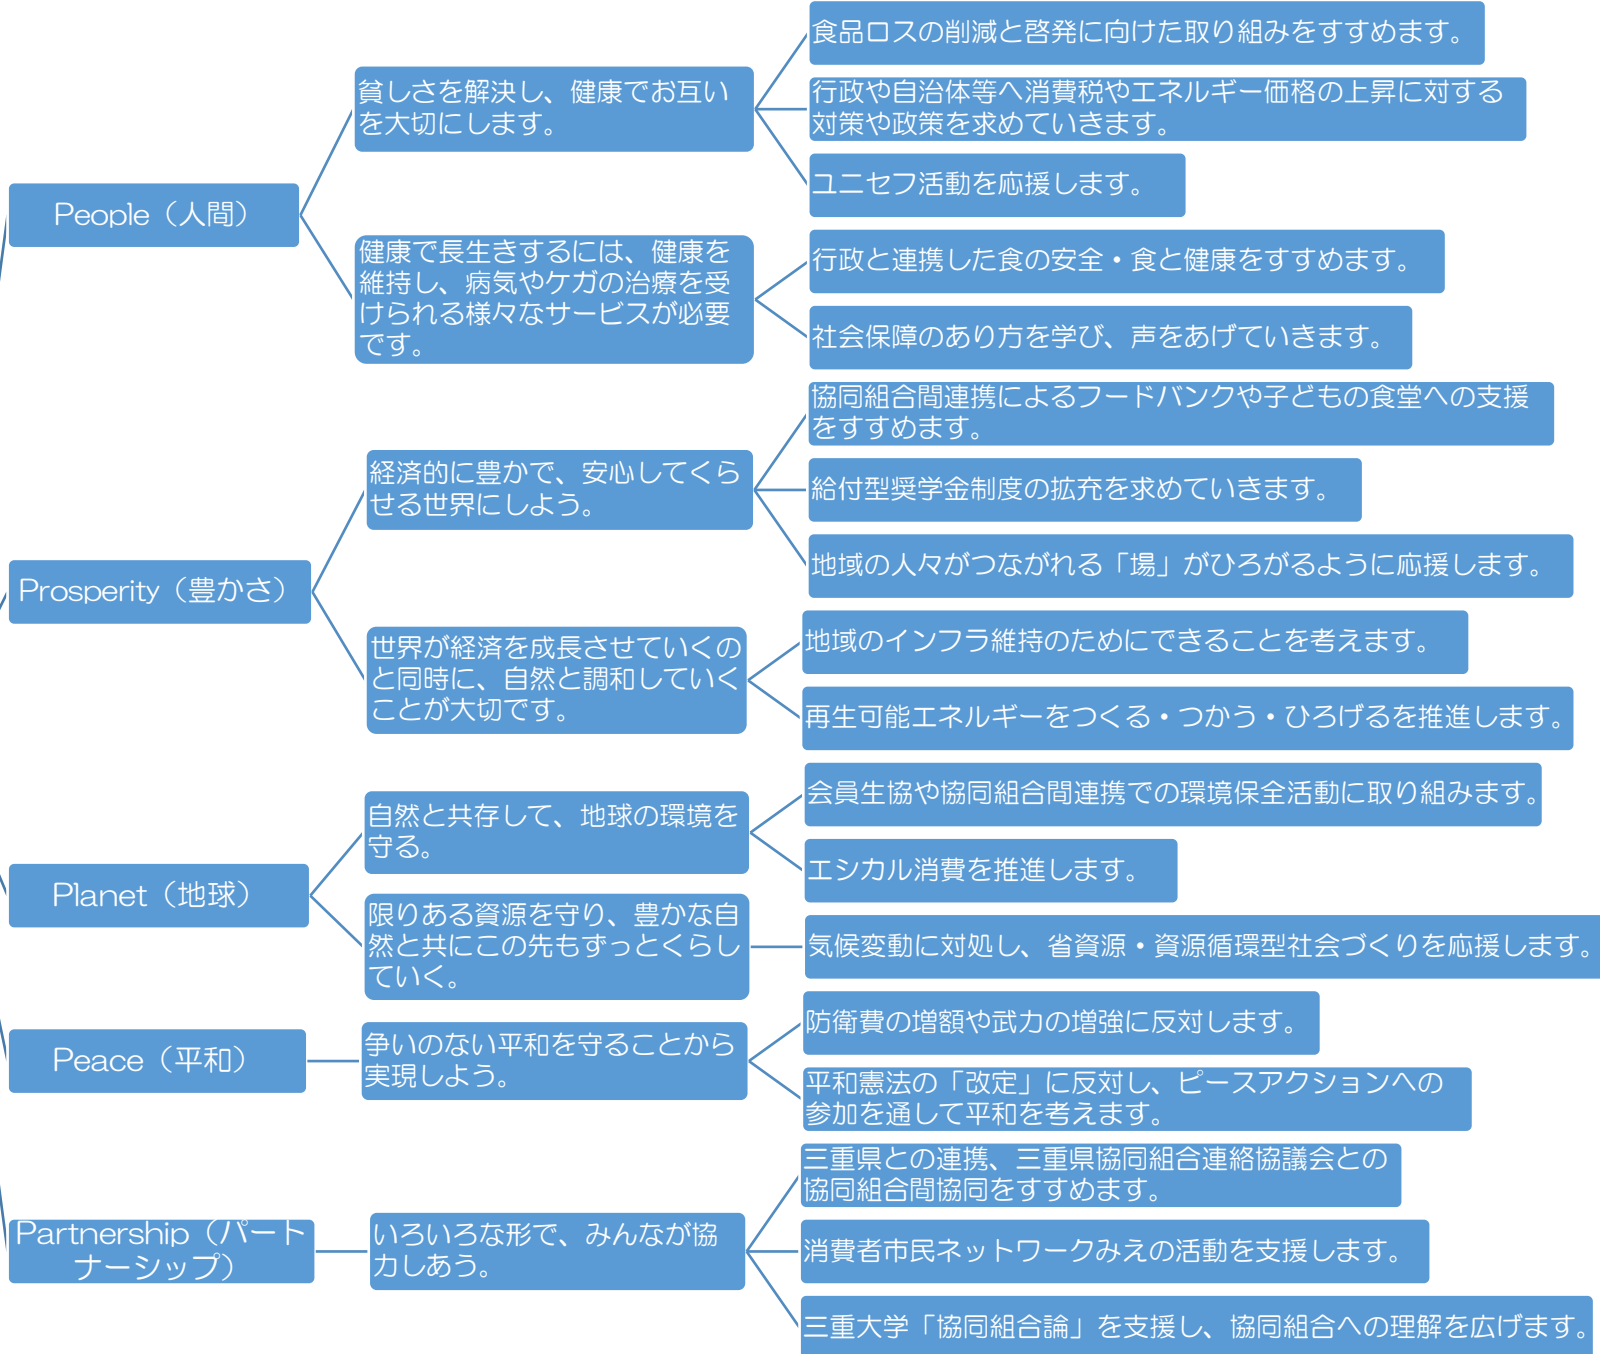 People（人間）
貧しさを解決し、健康でお互い
を大切にします。
食品ロスの削減と啓発に向けた取り組みをすすめます。
行政や自治体等へ消費税やエネルギー価格の上昇に対する
対策や政策を求めていきます。
ユニセフ活動を応援します。
健康で長生きするには、健康を
維持し、病気やケガの治療を受
けられる様々なサービスが必要
です。
行政と連携した食の安全・食と健康をすすめます。
社会保障のあり方を学び、声をあげていきます。
Prosperity（豊かさ）
経済的に豊かで、安心してくら
せる世界にしよう。
協同組合間連携によるフードバンクや子どもの食堂への支援
をすすめます。
給付型奨学金制度の拡充を求めていきます。
地域の人々がつながれる「場」がひろがるように応援します。
世界が経済を成長させていくの
と同時に、自然と調和していく
ことが大切です。
地域のインフラ維持のためにできることを考えます。
再生可能エネルギーをつくる・つかう・ひろげるを推進します。
Planet（地球）
自然と共存して、地球の環境を
守る。
会員生協や協同組合間連携での環境保全活動に取り組みます。
エシカル消費を推進します。
限りある資源を守り、豊かな自
然と共にこの先もずっとくらし
ていく。
気候変動に対処し、省資源・資源循環型社会づくりを応援します。
Peace（平和）
争いのない平和を守ることから
実現しよう。
防衛費の増額や武力の増強に反対します。
平和憲法の「改定」に反対し、ピースアクションへの
参加を通して平和を考えます。
Partnership（パート
ナーシップ）
いろいろな形で、みんなが協
力しあう。
三重県との連携、三重県協同組合連絡協議会との
協同組合間協同をすすめます。
消費者市民ネットワークみえの活動を支援します。
三重大学「協同組合論」を支援し、協同組合への理解を広げます。